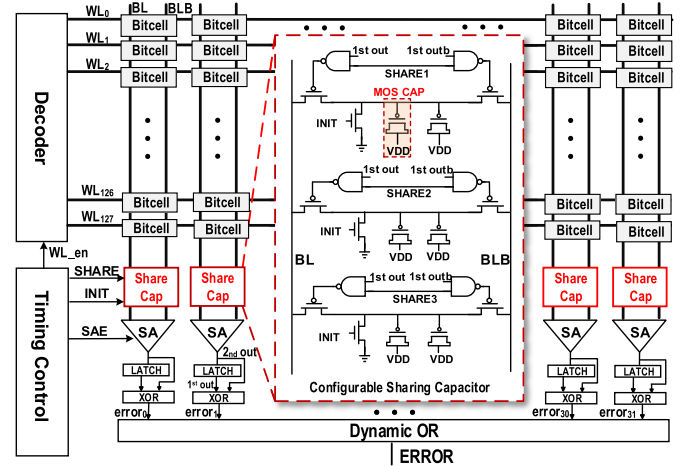 WL0
BL
BLB
Bitcell
Bitcell
Bitcell
Bitcell
WL1
Bitcell
Bitcell
Bitcell
Bitcell
WL2
Bitcell
Bitcell
Bitcell
Bitcell
Decoder
1st out
1st outb
SHARE1
MOS CAP
INIT
VDD
VDD
1st out
1st outb
SHARE2
INIT
VDD
VDD
BL
BLB
1st out
1st outb
SHARE3
INIT
VDD
VDD
Configurable Sharing Capacitor
WL126
Bitcell
Bitcell
Bitcell
Bitcell
WL127
Bitcell
Bitcell
Bitcell
Bitcell
WL_en
Timing Control
SHARE
INIT
SAE
Share
Cap
Share
Cap
Share
Cap
Share
Cap
SA
SA
SA
SA
2nd out
LATCH
LATCH
LATCH
LATCH
1st out
XOR
XOR
XOR
XOR
error0
error1
error30
error31
Dynamic OR
ERROR